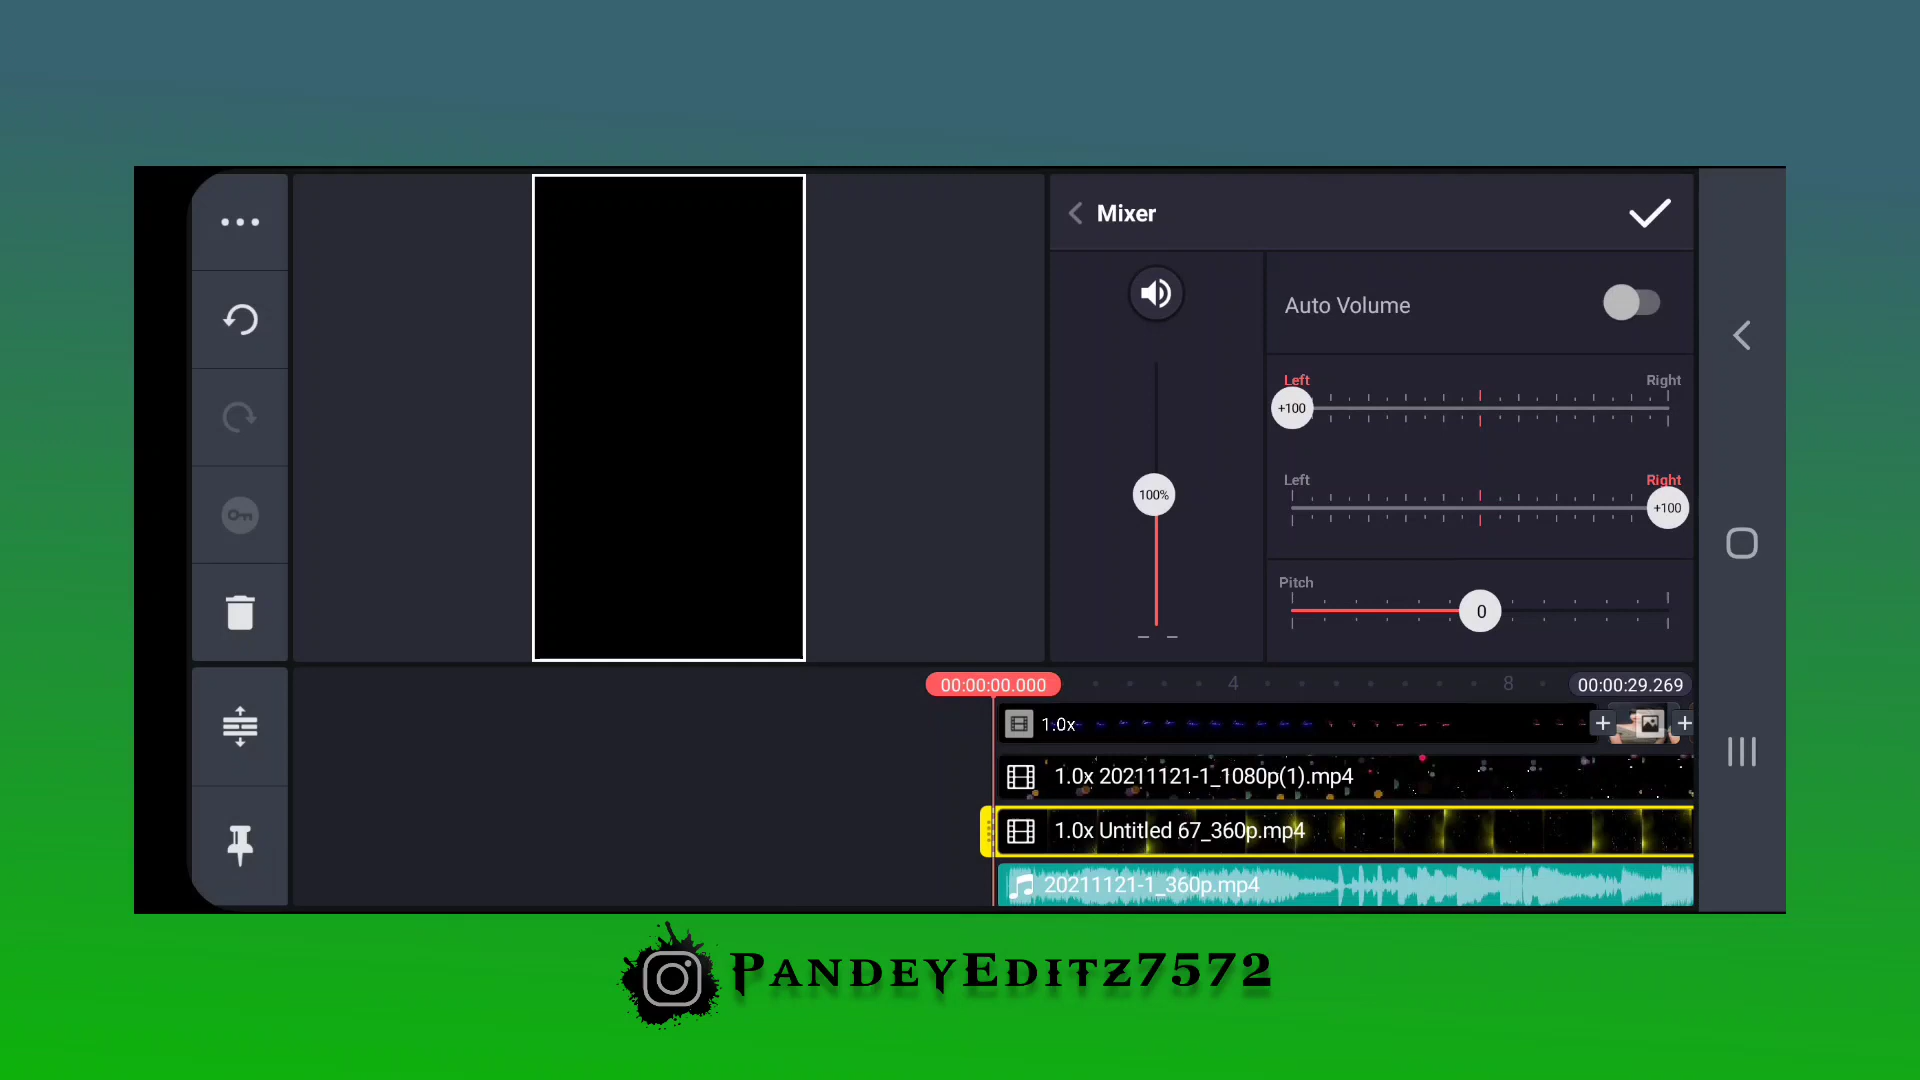 Mixer
Auto Volume
Left Right
+100
100%
Left Right
+100
Pitch
0
00:00:00.000 4 8 00:00:29.269
1.0x
1.0x 20211121-1_1080p(1).mp4
1.0x Untitled 67_360p.mp4
20211121-1_360p.mp4
PandeyEditz7572